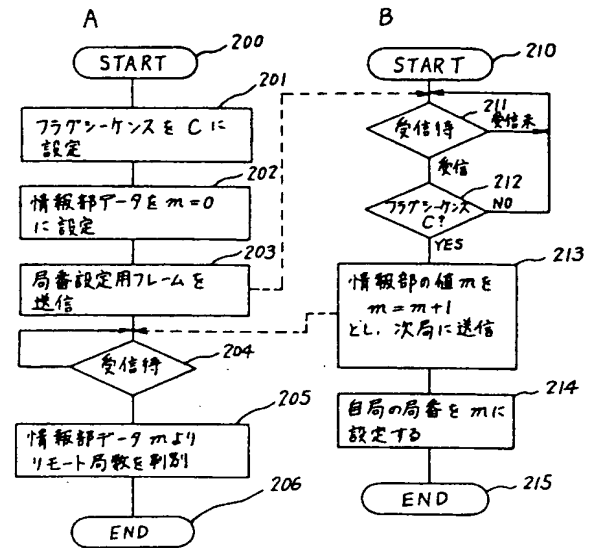 A
START
200
201
フラグシーケンスを C に
設定
202
情報部データを m=0
に設定
203
局番設定用フレームを
送信
受信待
204
205
情報部データ m より
リモート局数を判別
206
END
B
START
210
211
受信待
受信未
受信
212
フラグシーケンス
C?
NO
YES
213
情報部の値 m を
m=m+1
とし、次局に送信
214
自局の局番を m に
設定する
END
215